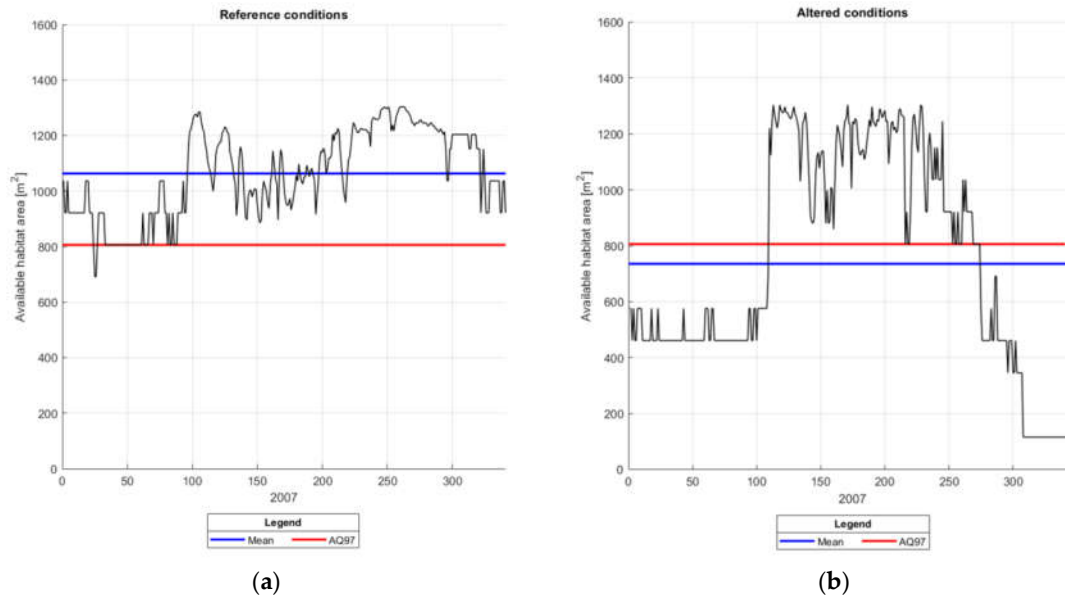 Reference conditions
1600
1400
1200
1000
800
600
400
200
0
Available habitat area [m²]
0 50 100 150 200 250 300
2007
Legend
Mean AQ97
(a)
Altered conditions
1600
1400
1200
1000
800
600
400
200
0
Available habitat area [m²]
0 50 100 150 200 250 300
2007
Legend
Mean AQ97
(b)